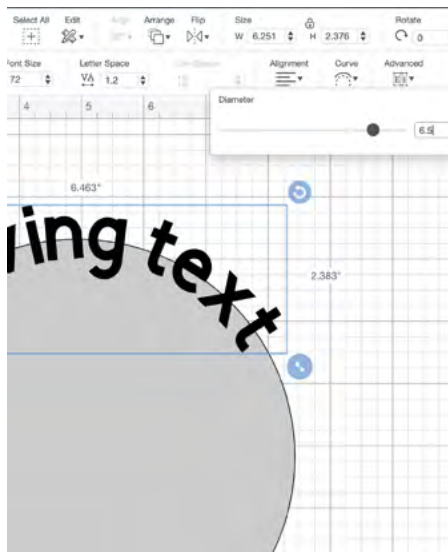 Select All Edit Align Arrange Flip Size Rotate
W 6.251 H 2.376 0
Font Size Letter Space Line Space Alignment Curve Advanced
72 VA 1.2
Diameter
4 5 6
6.5
6.463"
ing text
2.383"